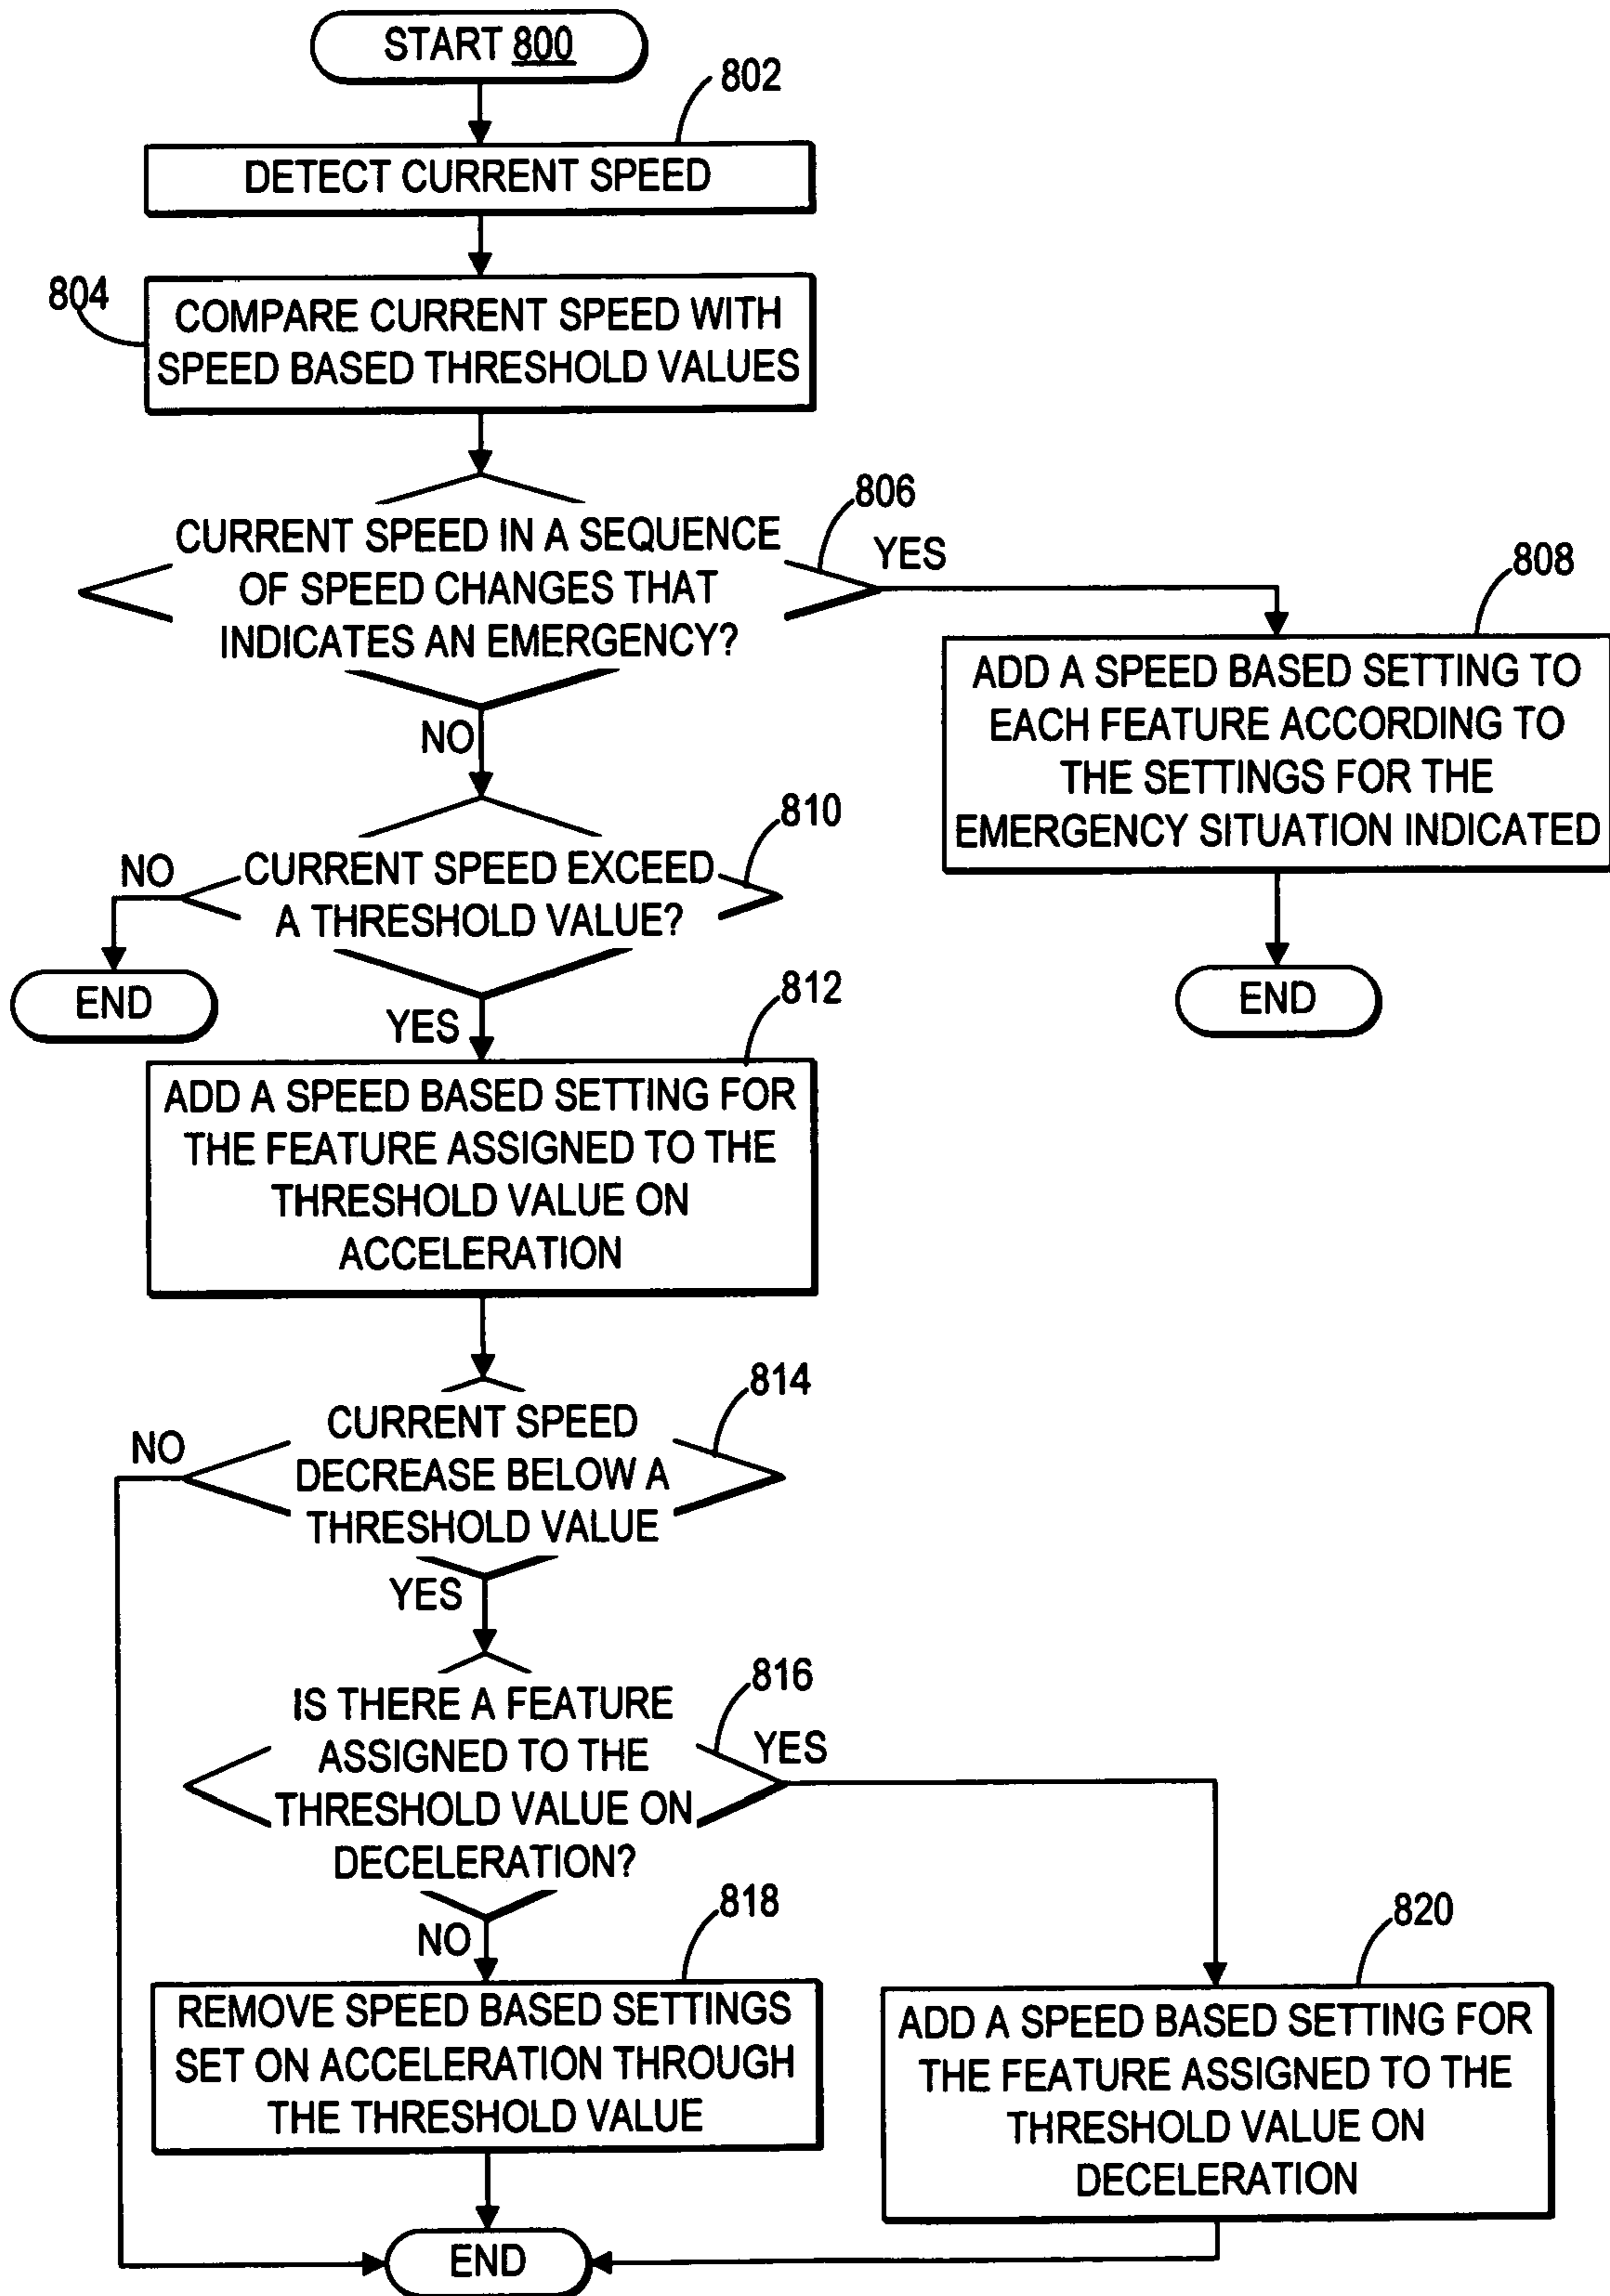 START 800
802
DETECT CURRENT SPEED
804
COMPARE CURRENT SPEED WITH
SPEED BASED THRESHOLD VALUES
806
CURRENT SPEED IN A SEQUENCE
OF SPEED CHANGES THAT
INDICATES AN EMERGENCY?
YES
808
ADD A SPEED BASED SETTING TO
EACH FEATURE ACCORDING TO
THE SETTINGS FOR THE
EMERGENCY SITUATION INDICATED
END
NO
810
CURRENT SPEED EXCEED
A THRESHOLD VALUE?
NO
END
YES
812
ADD A SPEED BASED SETTING FOR
THE FEATURE ASSIGNED TO THE
THRESHOLD VALUE ON
ACCELERATION
814
CURRENT SPEED
DECREASE BELOW A
THRESHOLD VALUE
NO
YES
816
IS THERE A FEATURE
ASSIGNED TO THE
THRESHOLD VALUE ON
DECELERATION?
YES
NO
818
REMOVE SPEED BASED SETTINGS
SET ON ACCELERATION THROUGH
THE THRESHOLD VALUE
820
ADD A SPEED BASED SETTING FOR
THE FEATURE ASSIGNED TO THE
THRESHOLD VALUE ON
DECELERATION
END